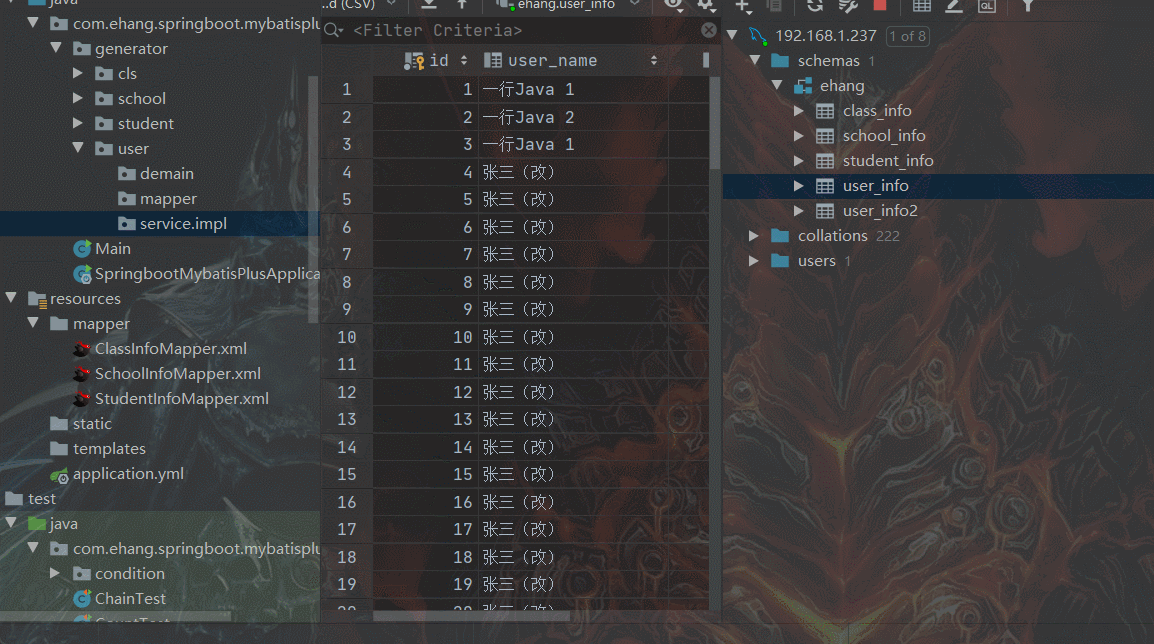 java
com.ehang.springboot.mybatisplu
generator
cls
school
student
user
demain
mapper
service.impl
Main
SpringbootMybatisPlusApplica
resources
mapper
ClassInfoMapper.xml
SchoolInfoMapper.xml
StudentInfoMapper.xml
static
templates
application.yml
test
java
com.ehang.springboot.mybatisplu
condition
ChainTest
CountTest
..d (CSV)
ehang.user_info
<Filter Criteria>
id user_name
1 1 一行Java 1
2 2 一行Java 2
3 3 一行Java 1
4 4 张三（改）
5 5 张三（改）
6 6 张三（改）
7 7 张三（改）
8 8 张三（改）
9 9 张三（改）
10 10 张三（改）
11 11 张三（改）
12 12 张三（改）
13 13 张三（改）
14 14 张三（改）
15 15 张三（改）
16 16 张三（改）
17 17 张三（改）
18 18 张三（改）
19 19 张三（改）
20 20 张三（改）
QL
192.168.1.237 1 of 8
schemas 1
ehang
class_info
school_info
student_info
user_info
user_info2
collations 222
users 1